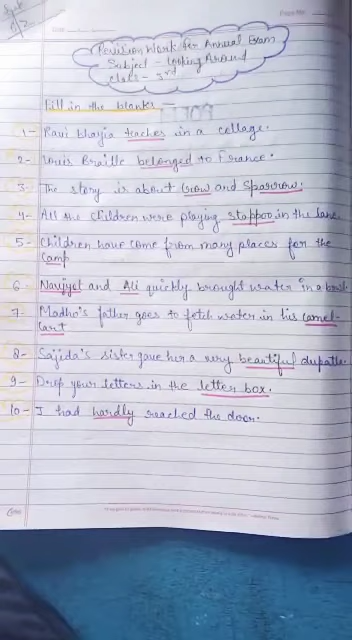 Revision Work for Annual Exam
Subject - Looking Around
class - 3rd
Fill in the blanks -
1- Ravi bhaiya teaches in a collage.
2- Louis Braille belonged to France.
3- The story is about Crow and Sparrow.
4- All the children were playing stappoo in the lane.
5- Children have come from many places for the
camp
6- Navjyot and Ali quickly brought water in a
7- Madho's father goes to fetch water in his camel-
cart
8- Sajida's sister gave her a very beautiful dupatta.
9- Drop your letters in the letter box.
10- I had hardly reached the door.